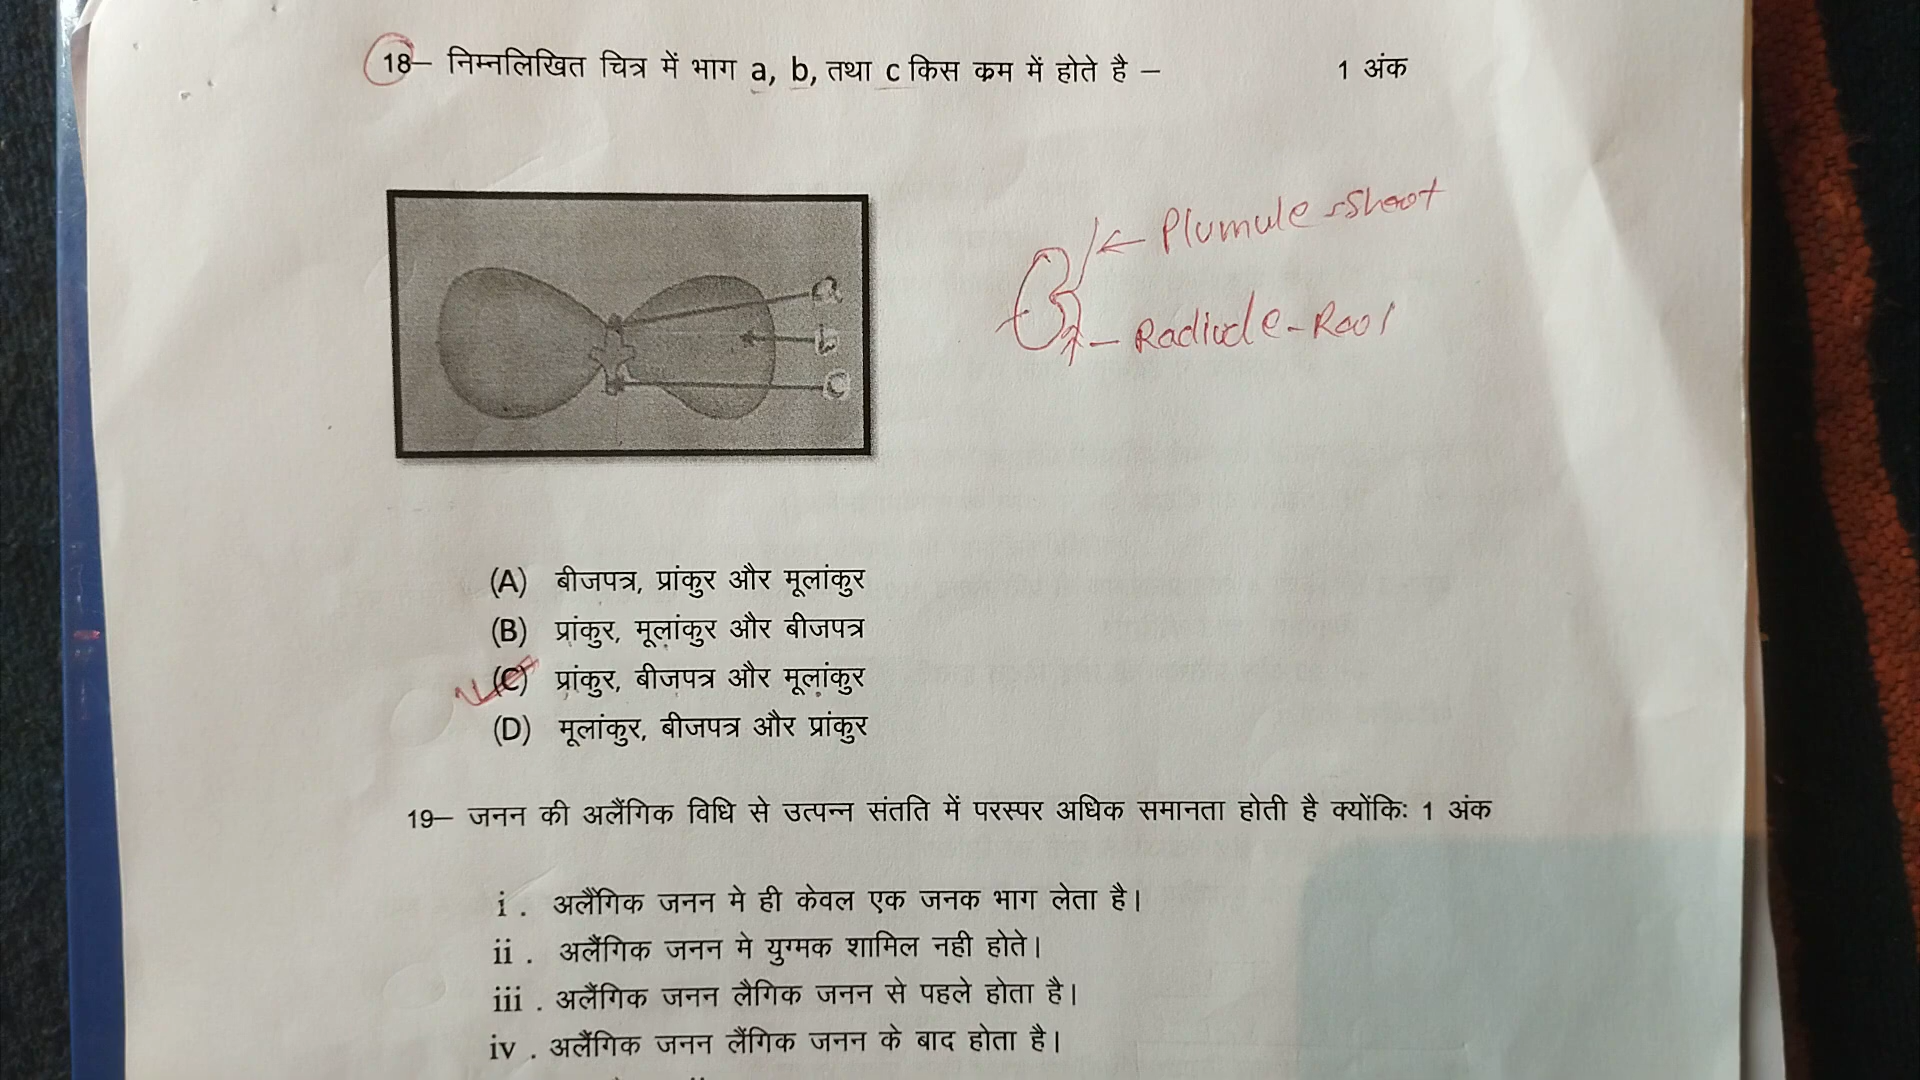 18– निम्नलिखित चित्र में भाग a, b, तथा c किस क्रम में होते है – 1 अंक
← Plumule -shoot
– Radicle-Root
a
b
c
(A) बीजपत्र, प्रांकुर और मूलांकुर
(B) प्रांकुर, मूलांकुर और बीजपत्र
(C) प्रांकुर, बीजपत्र और मूलांकुर
(D) मूलांकुर, बीजपत्र और प्रांकुर
19– जनन की अलैंगिक विधि से उत्पन्न संतति में परस्पर अधिक समानता होती है क्योंकिः 1 अंक
i . अलैंगिक जनन मे ही केवल एक जनक भाग लेता है।
ii . अलैंगिक जनन मे युग्मक शामिल नही होते।
iii . अलैंगिक जनन लैगिक जनन से पहले होता है।
iv . अलैंगिक जनन लैंगिक जनन के बाद होता है।